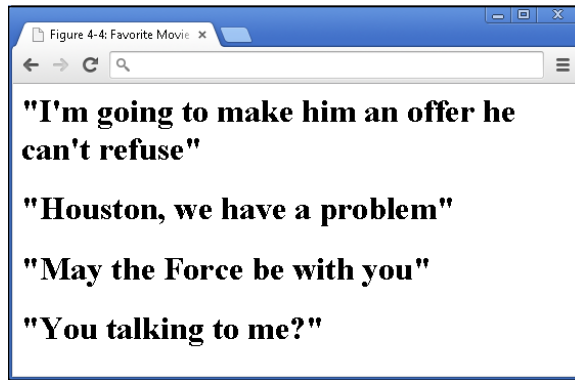 Figure 4-4: Favorite Movie
"I'm going to make him an offer he
can't refuse"
"Houston, we have a problem"
"May the Force be with you"
"You talking to me?"